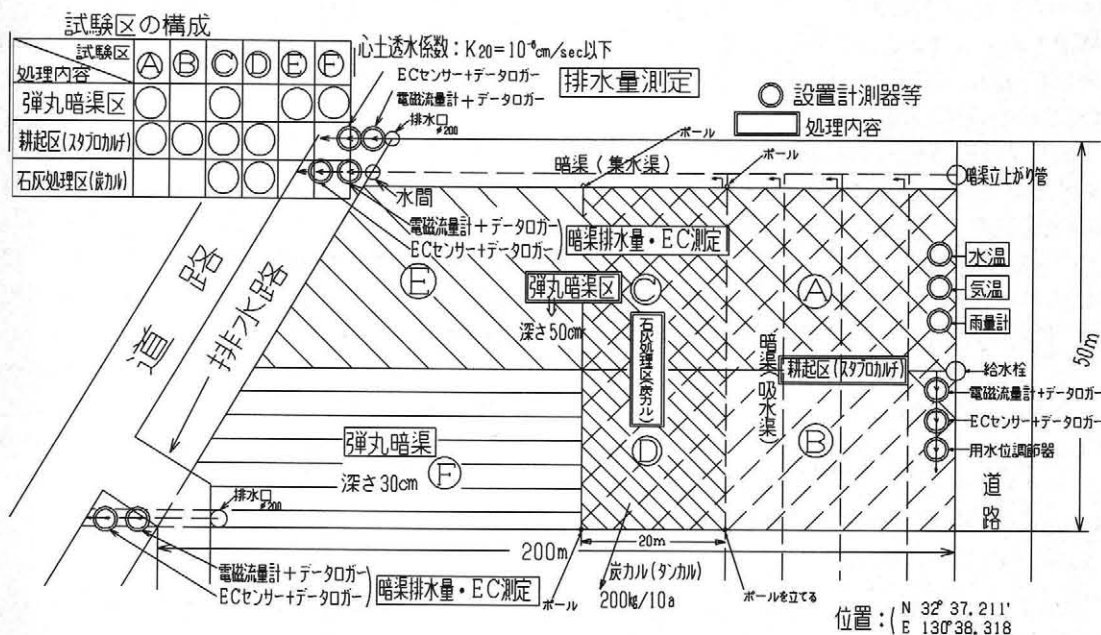 試験区の構成
試験区
処理内容
A B C D E F
弾丸暗渠区 ○ ○ ○ ○
耕起区(スタブロカルチ) ○ ○ ○ ○
石灰処理区(炭カル) ○ ○
心土透水係数:K20=10⁻⁶cm/sec以下
ECセンサー+データロガー
電磁流量計+データロガー
排水量測定
排水口
φ200
設置計測器等
処理内容
ポール
ポール
暗渠(集水渠)
暗渠立上がり管
水閘
電磁流量計+データロガー
ECセンサー+データロガー
暗渠排水量・EC測定
水温
気温
雨量計
道路
排水路
E
弾丸暗渠区
深さ50cm
C
A
石灰処理区(炭カル)
暗渠(吸水渠)
耕起区(スタブロカルチ)
給水栓
電磁流量計+データロガー
ECセンサー+データロガー
用水位調節器
50m
弾丸暗渠
深さ30cm
F
D
B
道路
排水口
φ200
200m
20m
電磁流量計+データロガー
ECセンサー+データロガー
暗渠排水量・EC測定
ポール
炭カル(タンカル)
200kg/10a
ポールを立てる
位置:( N 32° 37.211'
E 130°38.318